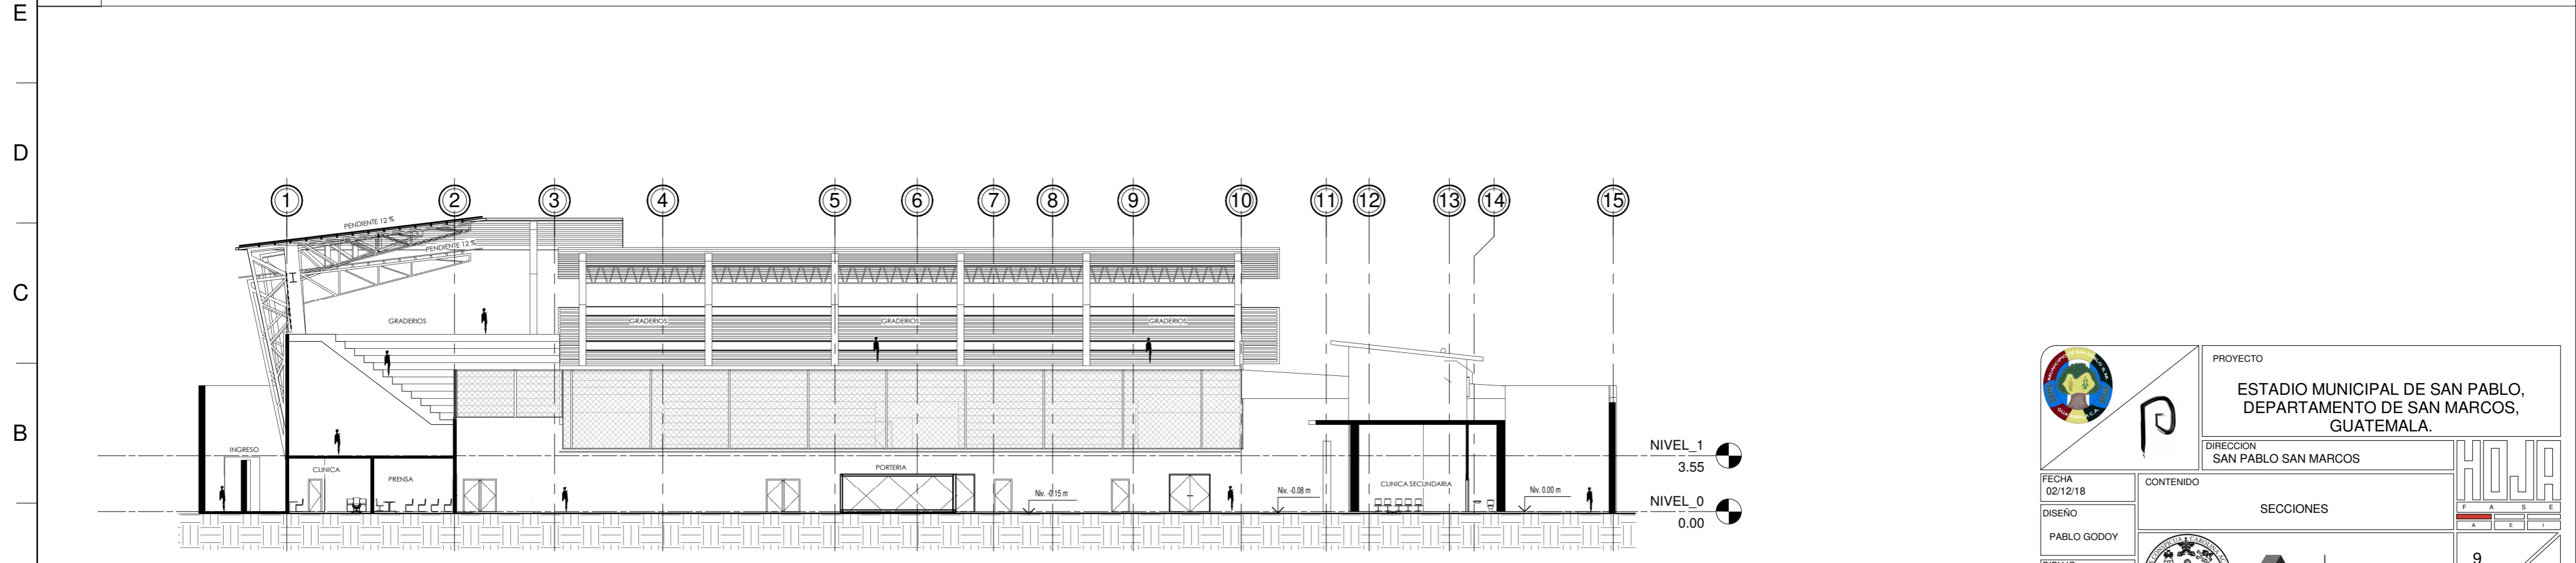 E
D
C
B
1 2 3 4 5 6 7 8 9 10 11 12 13 14 15
PENDIENTE 12 %
PENDIENTE 12 %
GRADERIOS
GRADERIOS
GRADERIOS
GRADERIOS
INGRESO
CLINICA
PRENSA
PORTERIA
Niv. -0.15 m
Niv. -0.08 m
CLINICA SECUNDARIA
Niv. 0.00 m
NIVEL_1
3.55
NIVEL_0
0.00
PROYECTO
ESTADIO MUNICIPAL DE SAN PABLO,
DEPARTAMENTO DE SAN MARCOS,
GUATEMALA.
DIRECCION
SAN PABLO SAN MARCOS
HOJA
FECHA
02/12/18
CONTENIDO
SECCIONES
F A S E
A E I
DISEÑO
PABLO GODOY
9